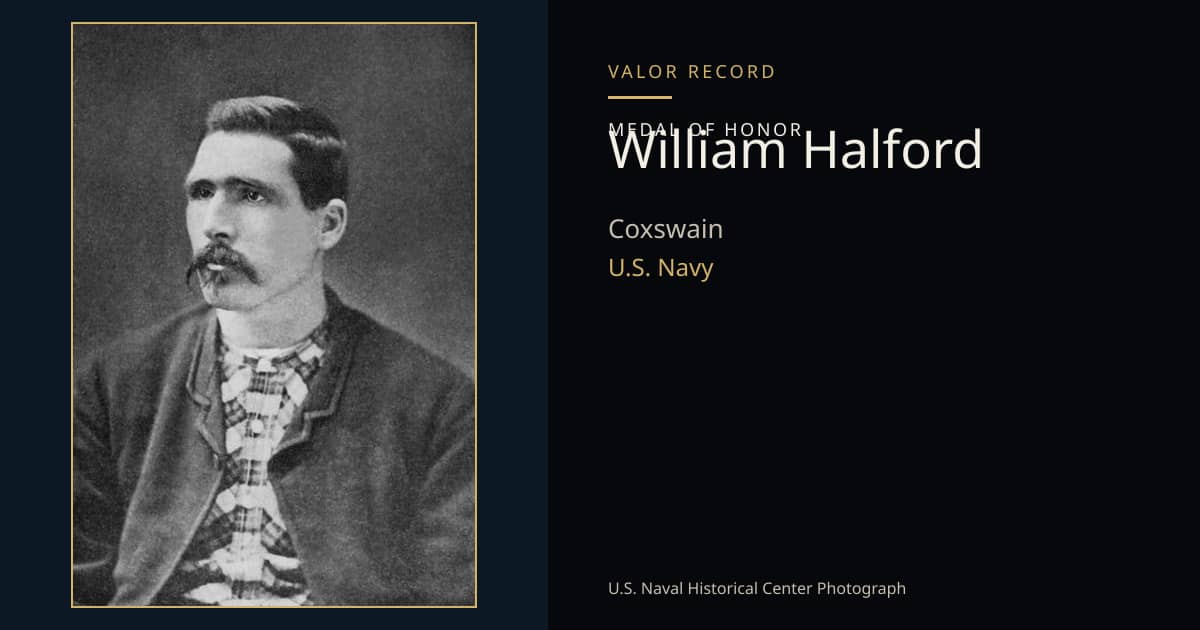 VALOR RECORD
MEDAL OF HONOR
William Halford
Coxswain
U.S. Navy
U.S. Naval Historical Center Photograph